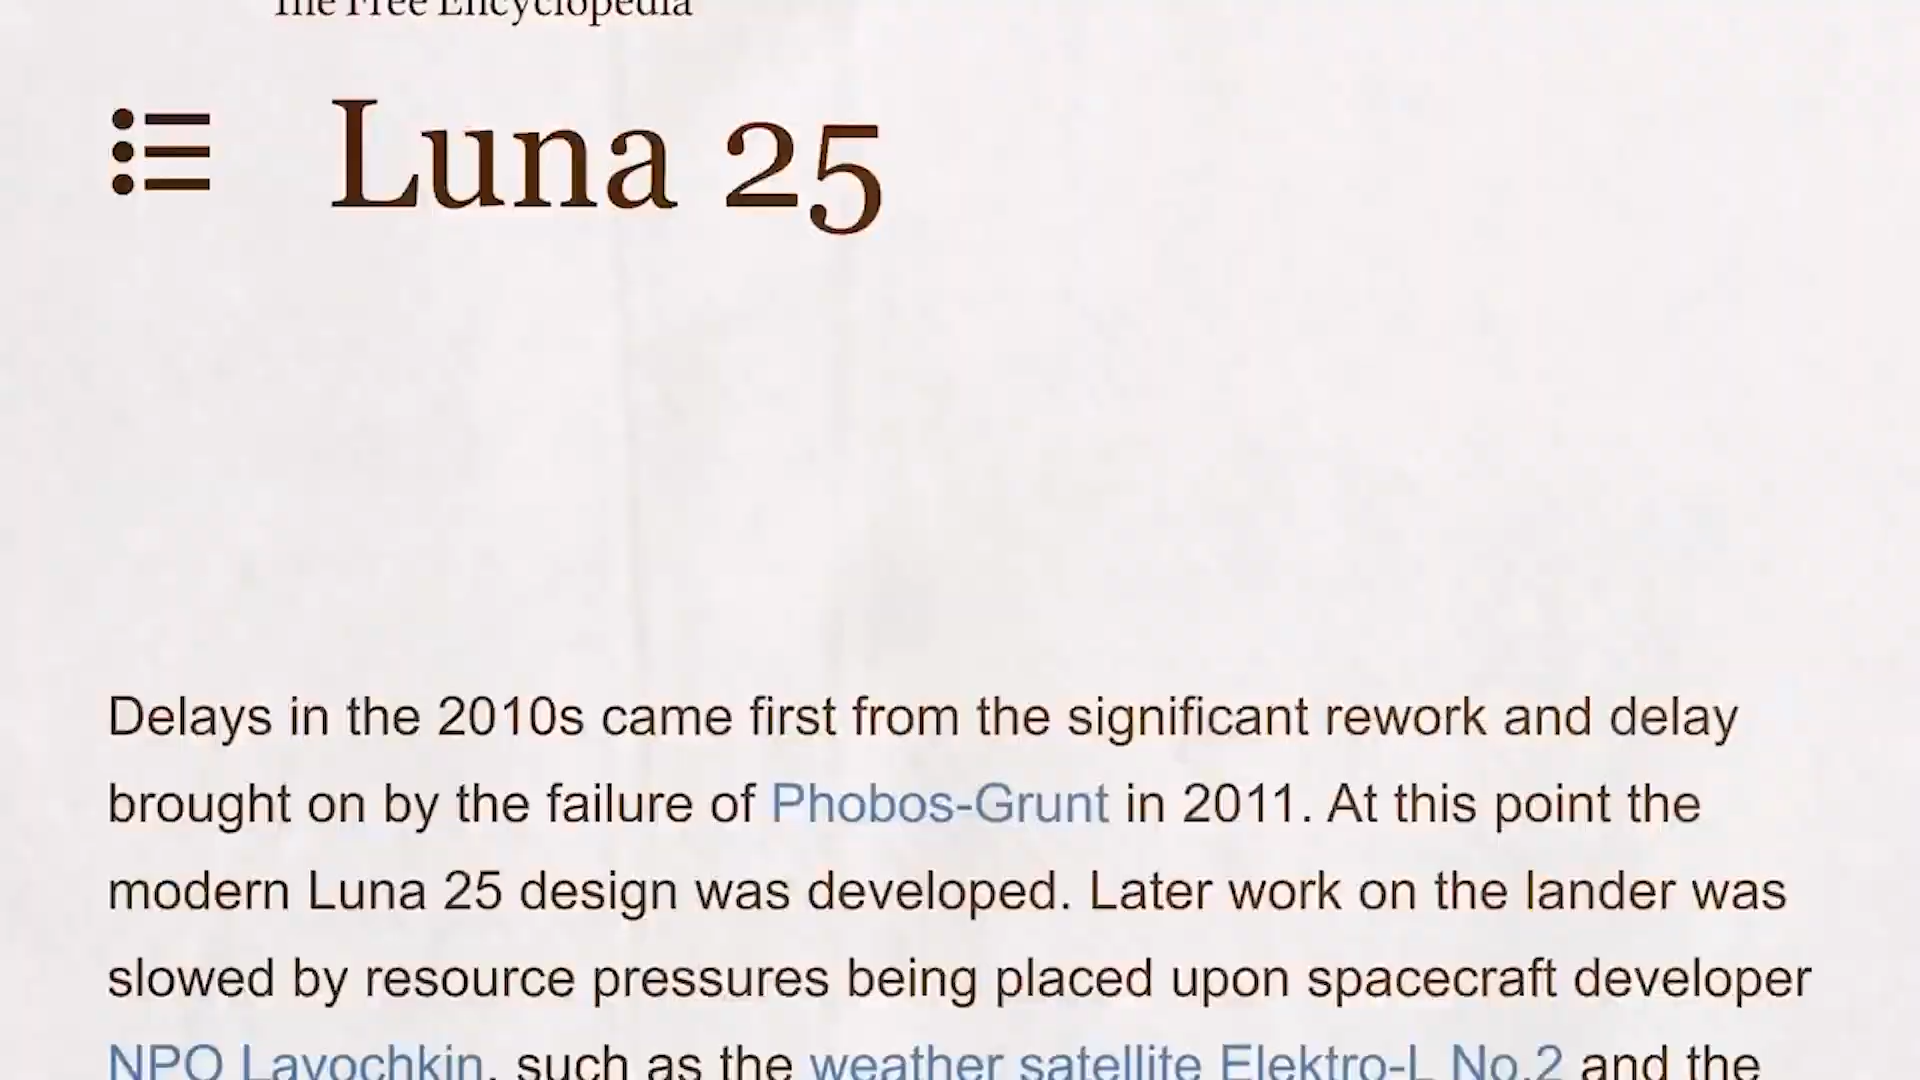 The Free Encyclopedia
Luna 25
Delays in the 2010s came first from the significant rework and delay
brought on by the failure of Phobos-Grunt in 2011. At this point the
modern Luna 25 design was developed. Later work on the lander was
slowed by resource pressures being placed upon spacecraft developer
NPO Lavochkin, such as the weather satellite Elektro-L No.2 and the